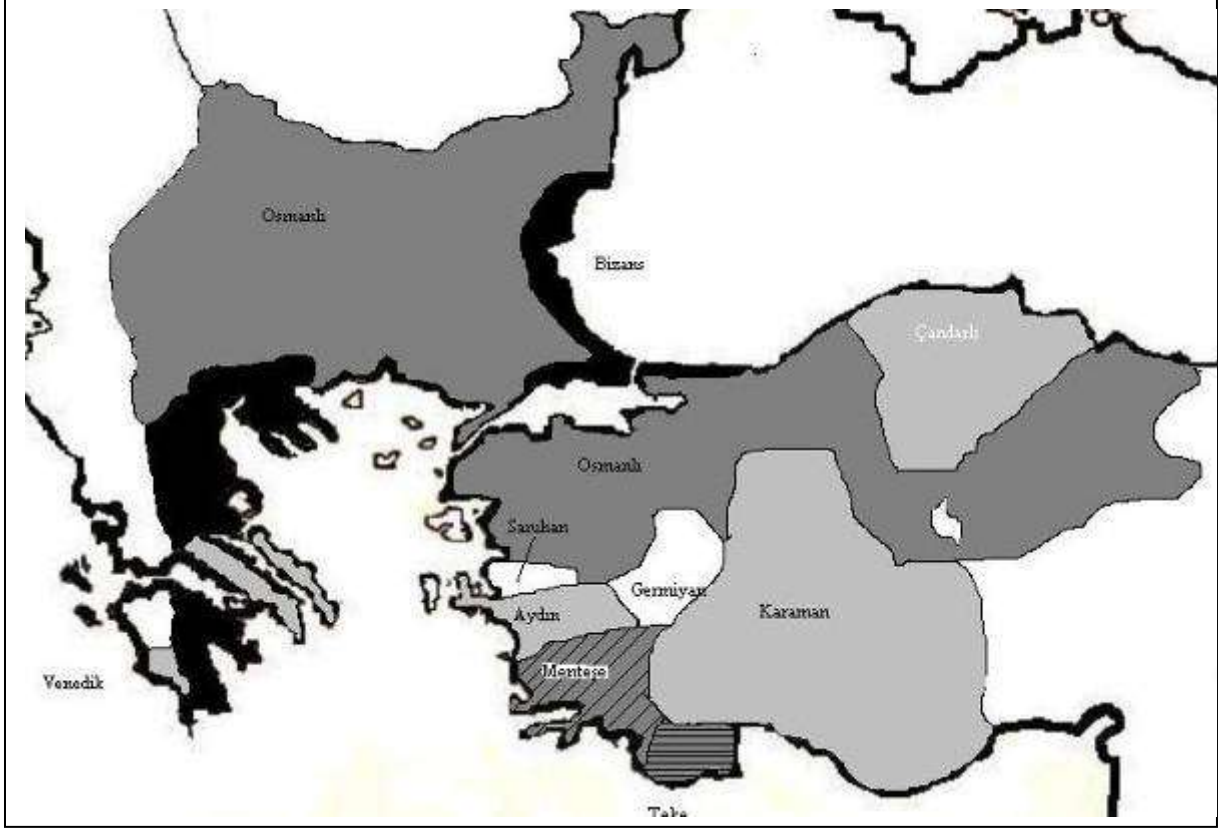 Osmanlı
Bizans
Çandarlı
Osmanlı
Saruhan
Germiyan
Aydın
Karaman
Menteşe
Venedik
Teke